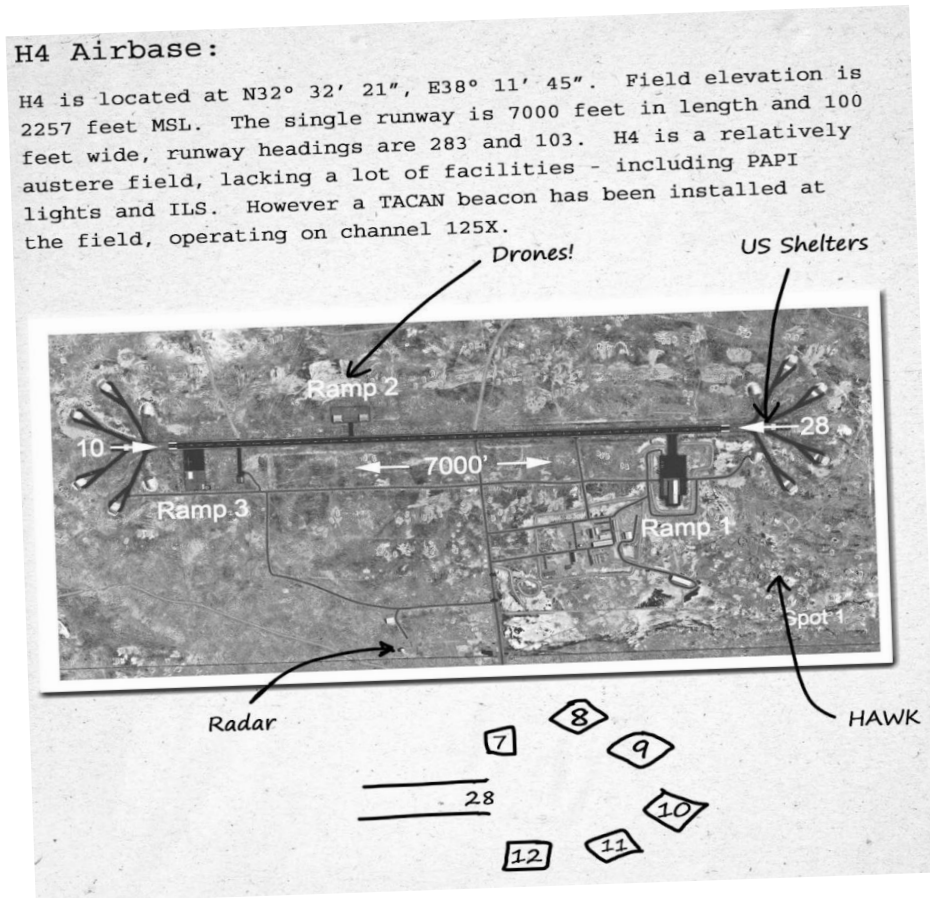 H4 Airbase:
H4 is located at N32° 32′ 21″, E38° 11′ 45″.  Field elevation is
2257 feet MSL.  The single runway is 7000 feet in length and 100
feet wide, runway headings are 283 and 103.  H4 is a relatively
austere field, lacking a lot of facilities – including PAPI
lights and ILS.  However a TACAN beacon has been installed at
the field, operating on channel 125X.
Drones!
US Shelters
Ramp 2
10
28
7000'
Ramp 3
Ramp 1
Spot 1
Radar
HAWK
7
8
9
28
10
11
12